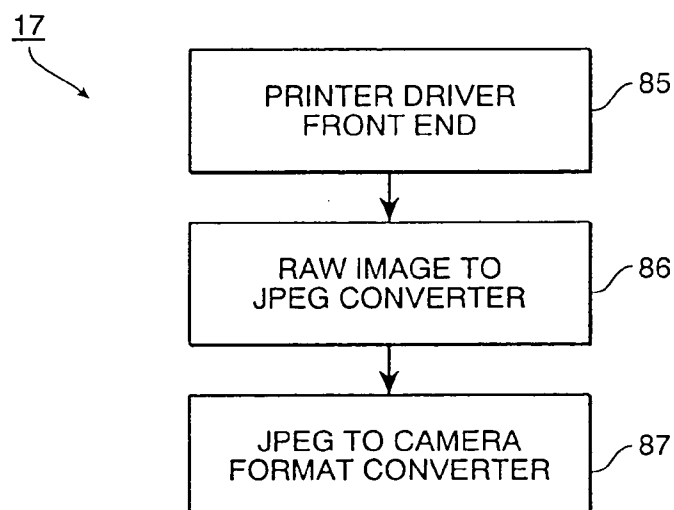 17
PRINTER DRIVER
FRONT END
85
RAW IMAGE TO
JPEG CONVERTER
86
JPEG TO CAMERA
FORMAT CONVERTER
87